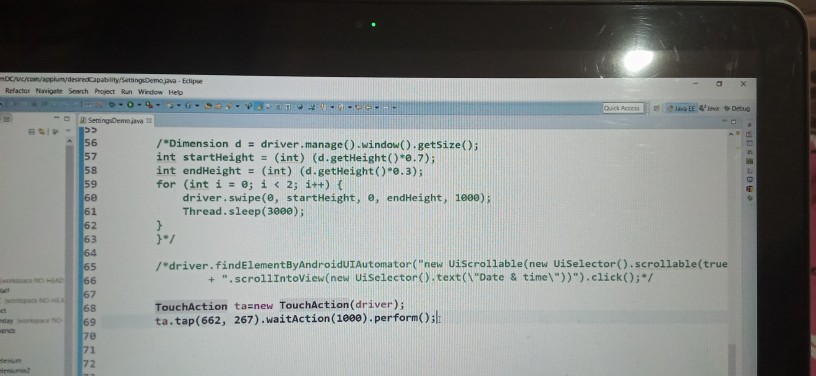 mDC/vc/com/appium/desiredCapability/SettingsDemo.java - Eclipse
Refactor Navigate Search Project Run Window Help
Quick Access
Java EE
Java
Debug
SettingsDemo.java
55
56 /*Dimension d = driver.manage().window().getSize();
57 int startHeight = (int) (d.getHeight()*0.7);
58 int endHeight = (int) (d.getHeight()*0.3);
59 for (int i = 0; i < 2; i++) {
60 driver.swipe(0, startHeight, 0, endHeight, 1000);
61 Thread.sleep(3000);
62 }
63 }*/
64
65 /*driver.findElementByAndroidUIAutomator("new UiScrollable(new UiSelector().scrollable(true
66 + ".scrollIntoView(new UiSelector().text(\"Date & time\"))").click();*/
67
68 TouchAction ta=new TouchAction(driver);
69 ta.tap(662, 267).waitAction(1000).perform();
70
71
72